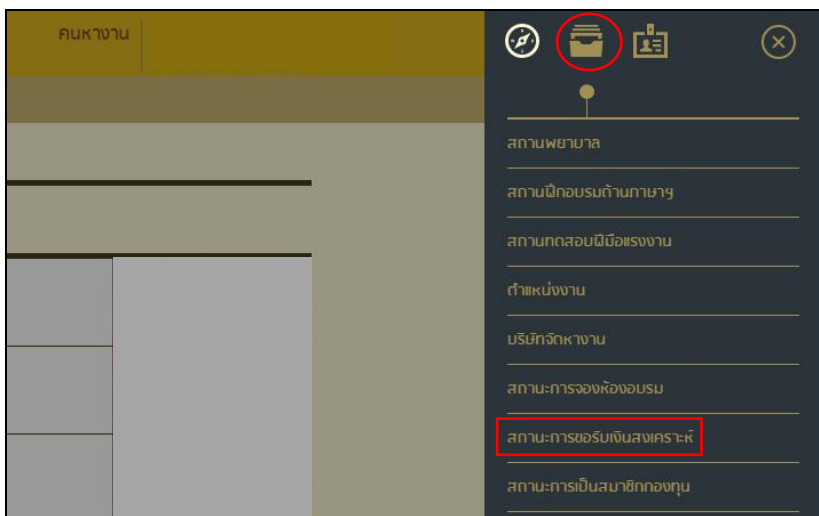 ค้นหางาน
สถานพยาบาล
สถานฝึกอบรมด้านภาษาฯ
สถานทดสอบฝีมือแรงงาน
ตำแหน่งงาน
บริษัทจัดหางาน
สถานะการจองห้องอบรม
สถานะการขอรับเงินสงเคราะห์
สถานะการเป็นสมาชิกกองทุน